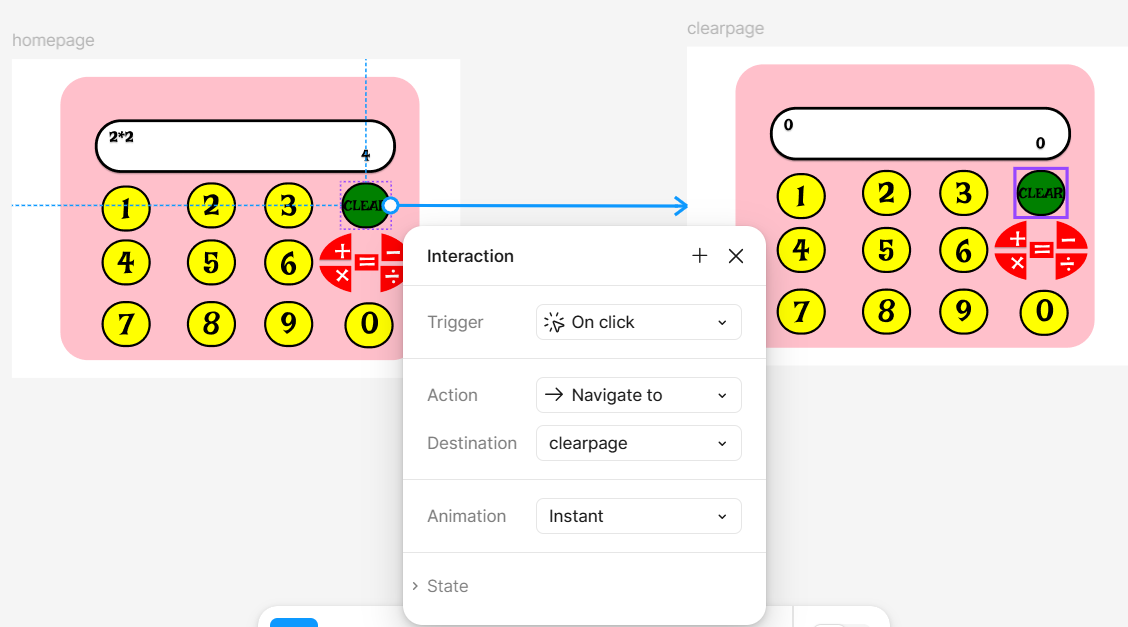 homepage
clearpage
2*2
4
0
0
1 2 3 CLEAR
4 5 6 + − = × ÷
7 8 9 0
1 2 3 CLEAR
4 5 6 + − = × ÷
7 8 9 0
Interaction
Trigger On click
Action Navigate to
Destination clearpage
Animation Instant
State